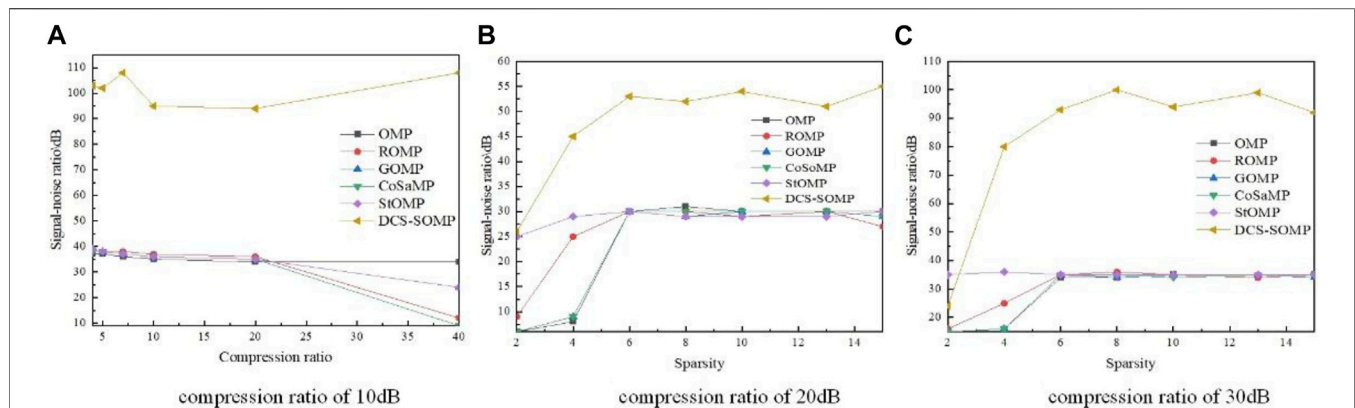 A
Signal-noise ratio\dB
110
100
90
80
70
60
50
40
30
20
10
OMP
ROMP
GOMP
CoSaMP
StOMP
DCS-SOMP
5
10
15
20
25
30
35
40
Compression ratio
compression ratio of 10dB
B
Signal-noise ratio\dB
60
55
50
45
40
35
30
25
20
15
10
OMP
ROMP
GOMP
CoSoMP
StOMP
DCS-SOMP
2
4
6
8
10
12
14
Sparsity
compression ratio of 20dB
C
Signal-noise ratio\dB
110
100
90
80
70
60
50
40
30
20
OMP
ROMP
GOMP
CoSaMP
StOMP
DCS-SOMP
2
4
6
8
10
12
14
Sparsity
compression ratio of 30dB